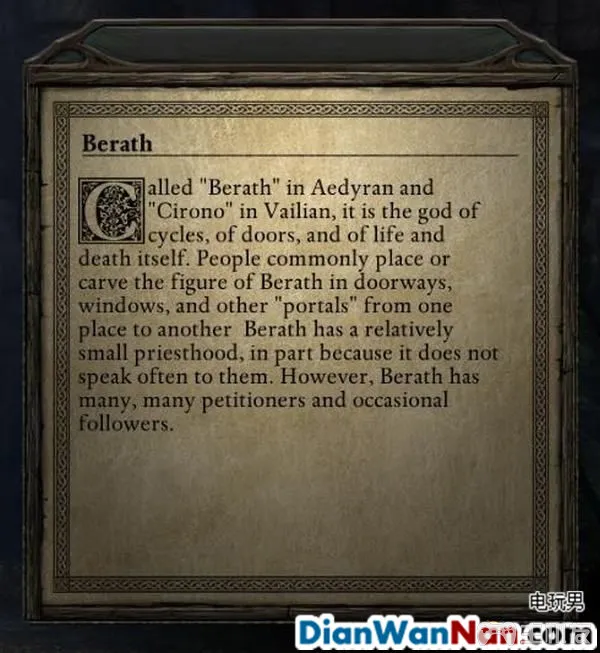 Berath
Called "Berath" in Aedyran and
"Cirono" in Vailian, it is the god of
cycles, of doors, and of life and
death itself. People commonly place or
carve the figure of Berath in doorways,
windows, and other "portals" from one
place to another  Berath has a relatively
small priesthood, in part because it does not
speak often to them. However, Berath has
many, many petitioners and occasional
followers.
电玩男
DianWanNan.com